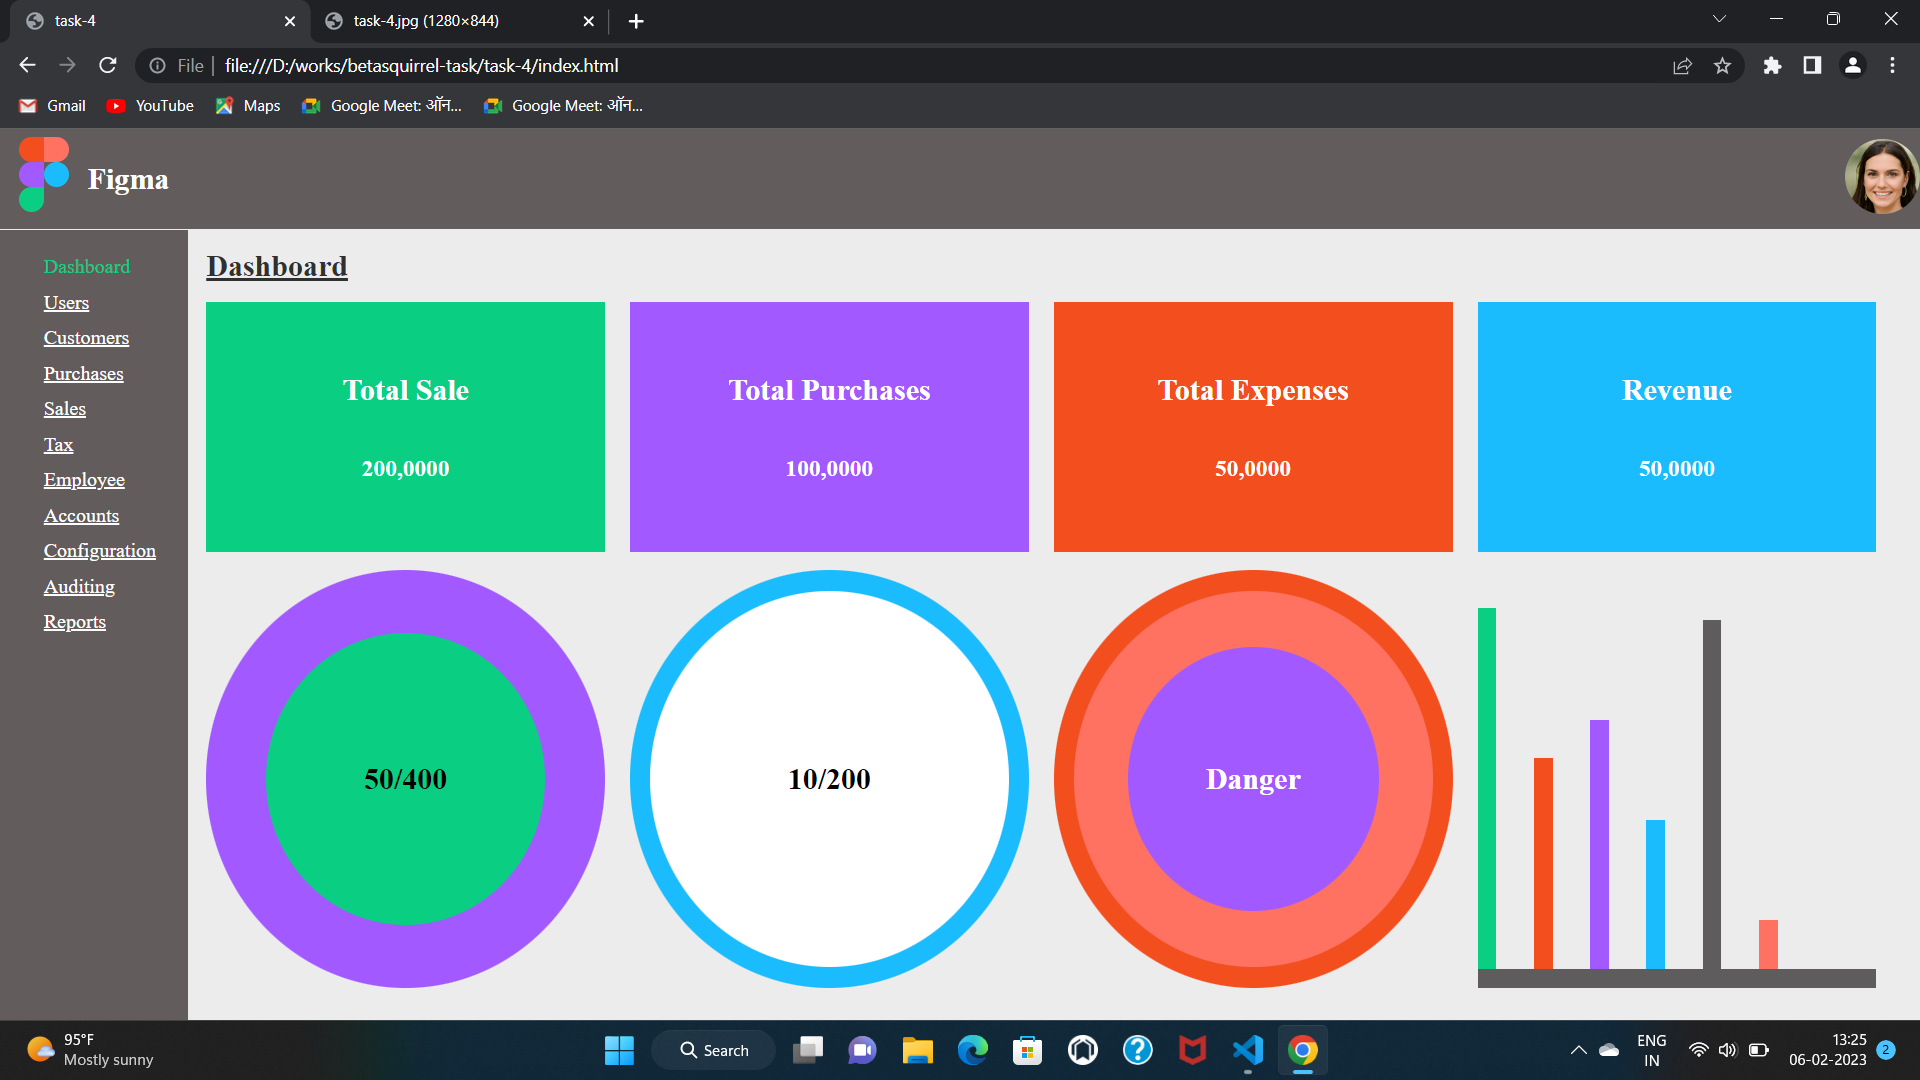 task-4
task-4.jpg (1280×844)
File
file:///D:/works/betasquirrel-task/task-4/index.html
Gmail
YouTube
Maps
Google Meet: ऑन...
Google Meet: ऑन...
Figma
Dashboard
Users
Customers
Purchases
Sales
Tax
Employee
Accounts
Configuration
Auditing
Reports
Dashboard
Total Sale
200,0000
Total Purchases
100,0000
Total Expenses
50,0000
Revenue
50,0000
50/400
10/200
Danger
95°F
Mostly sunny
Search
ENG
IN
13:25
06-02-2023
2